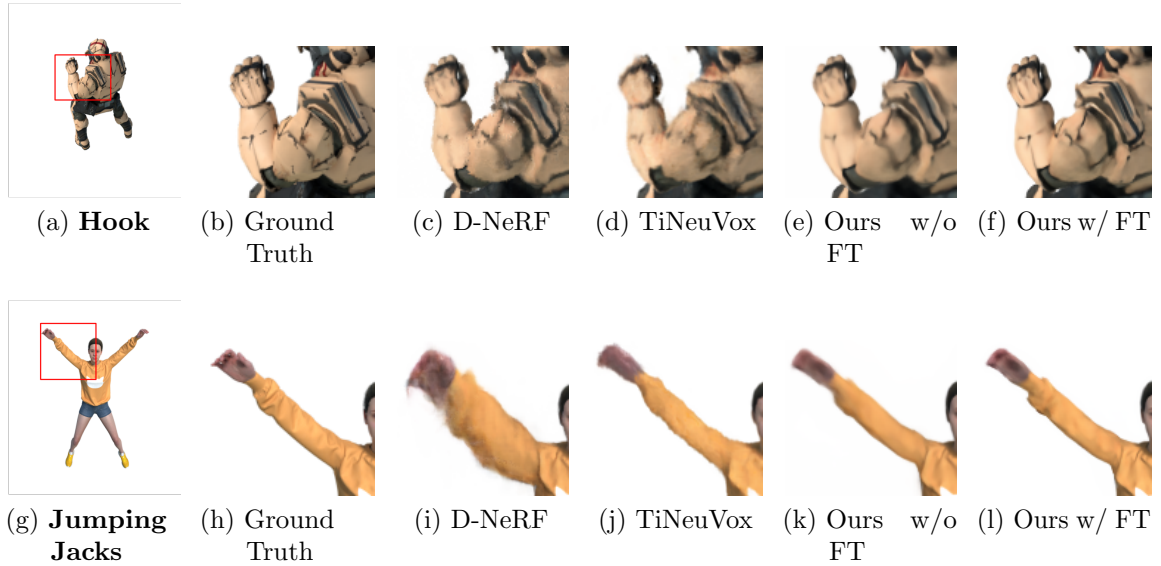 (a) Hook
(b) Ground
Truth
(c) D-NeRF
(d) TiNeuVox
(e) Ours w/o
FT
(f) Ours w/ FT
(g) Jumping
Jacks
(h) Ground
Truth
(i) D-NeRF
(j) TiNeuVox
(k) Ours w/o
FT
(l) Ours w/ FT